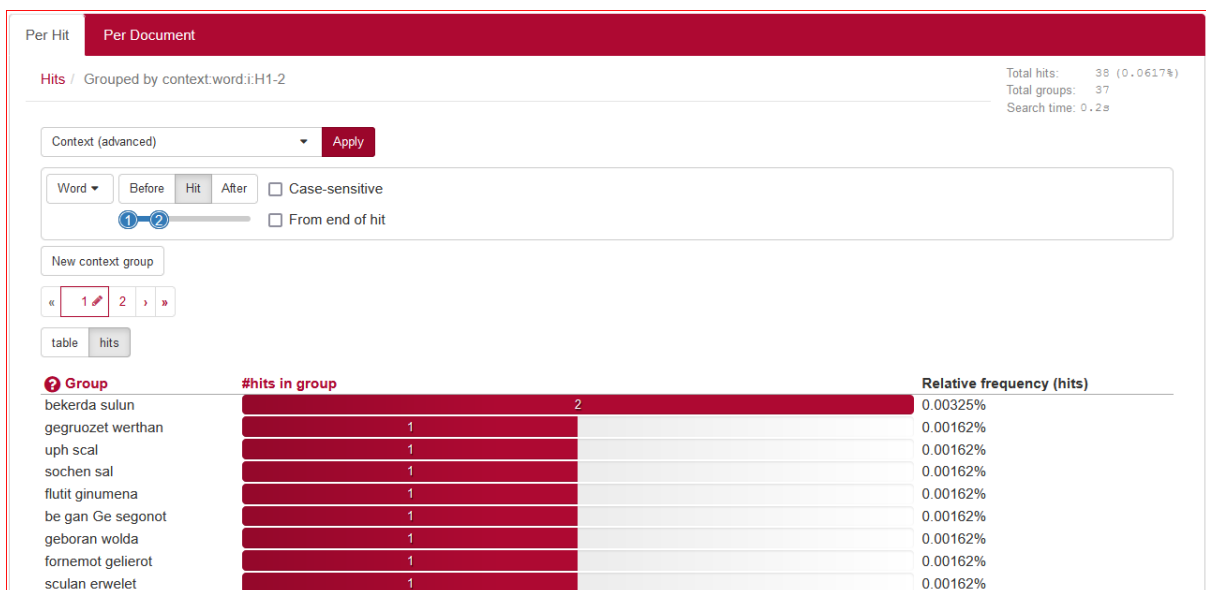 Per Hit Per Document
Hits / Grouped by context:word:i:H1-2
Total hits: 38 (0.0617%)
Total groups: 37
Search time: 0.2s
Context (advanced) Apply
Word Before Hit After Case-sensitive
1 2 From end of hit
New context group
« 1 2 › »
table hits
? Group #hits in group Relative frequency (hits)
bekerda sulun 2 0.00325%
gegruozet werthan 1 0.00162%
uph scal 1 0.00162%
sochen sal 1 0.00162%
flutit ginumena 1 0.00162%
be gan Ge segonot 1 0.00162%
geboran wolda 1 0.00162%
fornemot gelierot 1 0.00162%
sculan erwelet 1 0.00162%